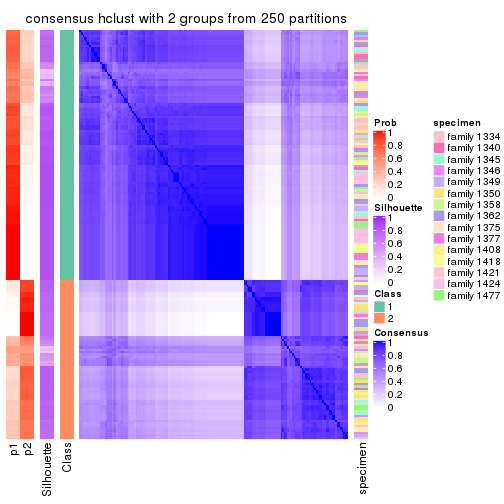 consensus hclust with 2 groups from 250 partitions
Prob
1
0.8
0.6
0.4
0.2
0
Silhouette
1
0.8
0.6
0.4
0.2
0
Class
1
2
Consensus
1
0.8
0.6
0.4
0.2
0
specimen
family 1334
family 1340
family 1345
family 1346
family 1349
family 1350
family 1358
family 1362
family 1375
family 1377
family 1408
family 1418
family 1421
family 1424
family 1477
p1
p2
Silhouette
Class
specimen